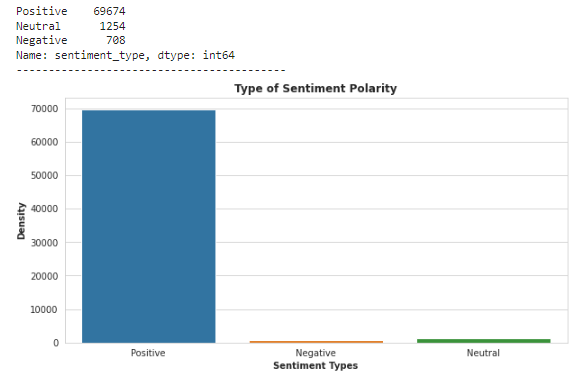 Positive    69674
Neutral      1254
Negative      708
Name: sentiment_type, dtype: int64
------------------------------------------
Type of Sentiment Polarity
70000
60000
50000
40000
30000
20000
10000
0
Density
Positive Negative Neutral
Sentiment Types